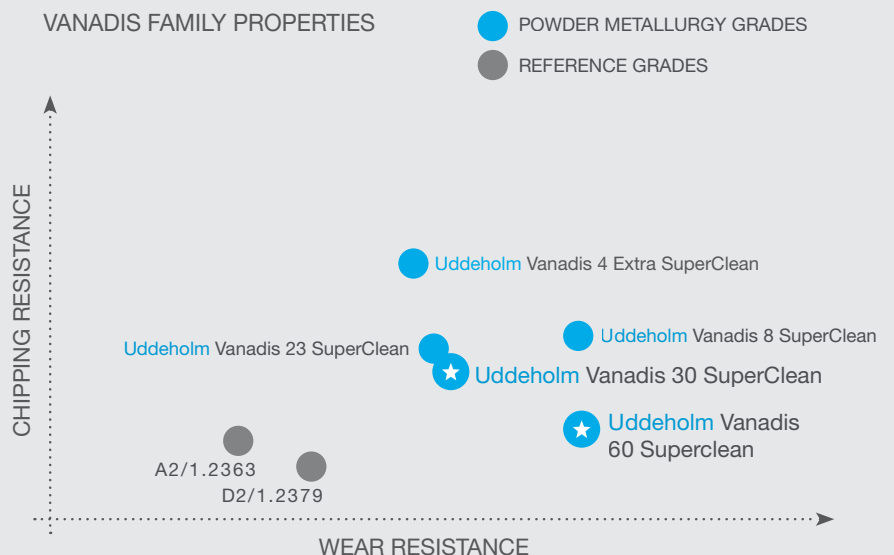 VANADIS FAMILY PROPERTIES
POWDER METALLURGY GRADES
REFERENCE GRADES
CHIPPING RESISTANCE
Uddeholm Vanadis 4 Extra SuperClean
Uddeholm Vanadis 23 SuperClean
Uddeholm Vanadis 8 SuperClean
Uddeholm Vanadis 30 SuperClean
Uddeholm Vanadis
60 Superclean
A2/1.2363
D2/1.2379
WEAR RESISTANCE